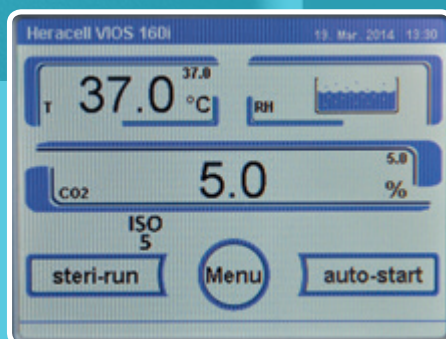 Heracell VIOS 160i 13. Mar 2014 13:30
T 37.0 °C 37.0
RH
CO2 5.0 % 5.0
ISO
5
steri-run Menu auto-start